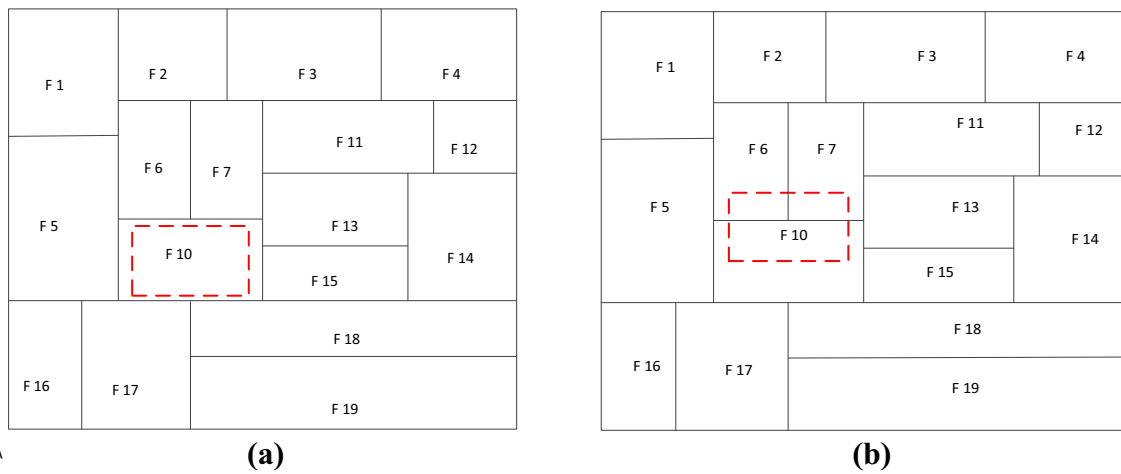 F 1
F 2
F 3
F 4
F 5
F 6
F 7
F 10
F 11
F 12
F 13
F 14
F 15
F 16
F 17
F 18
F 19
(a)
F 1
F 2
F 3
F 4
F 5
F 6
F 7
F 10
F 11
F 12
F 13
F 14
F 15
F 16
F 17
F 18
F 19
(b)